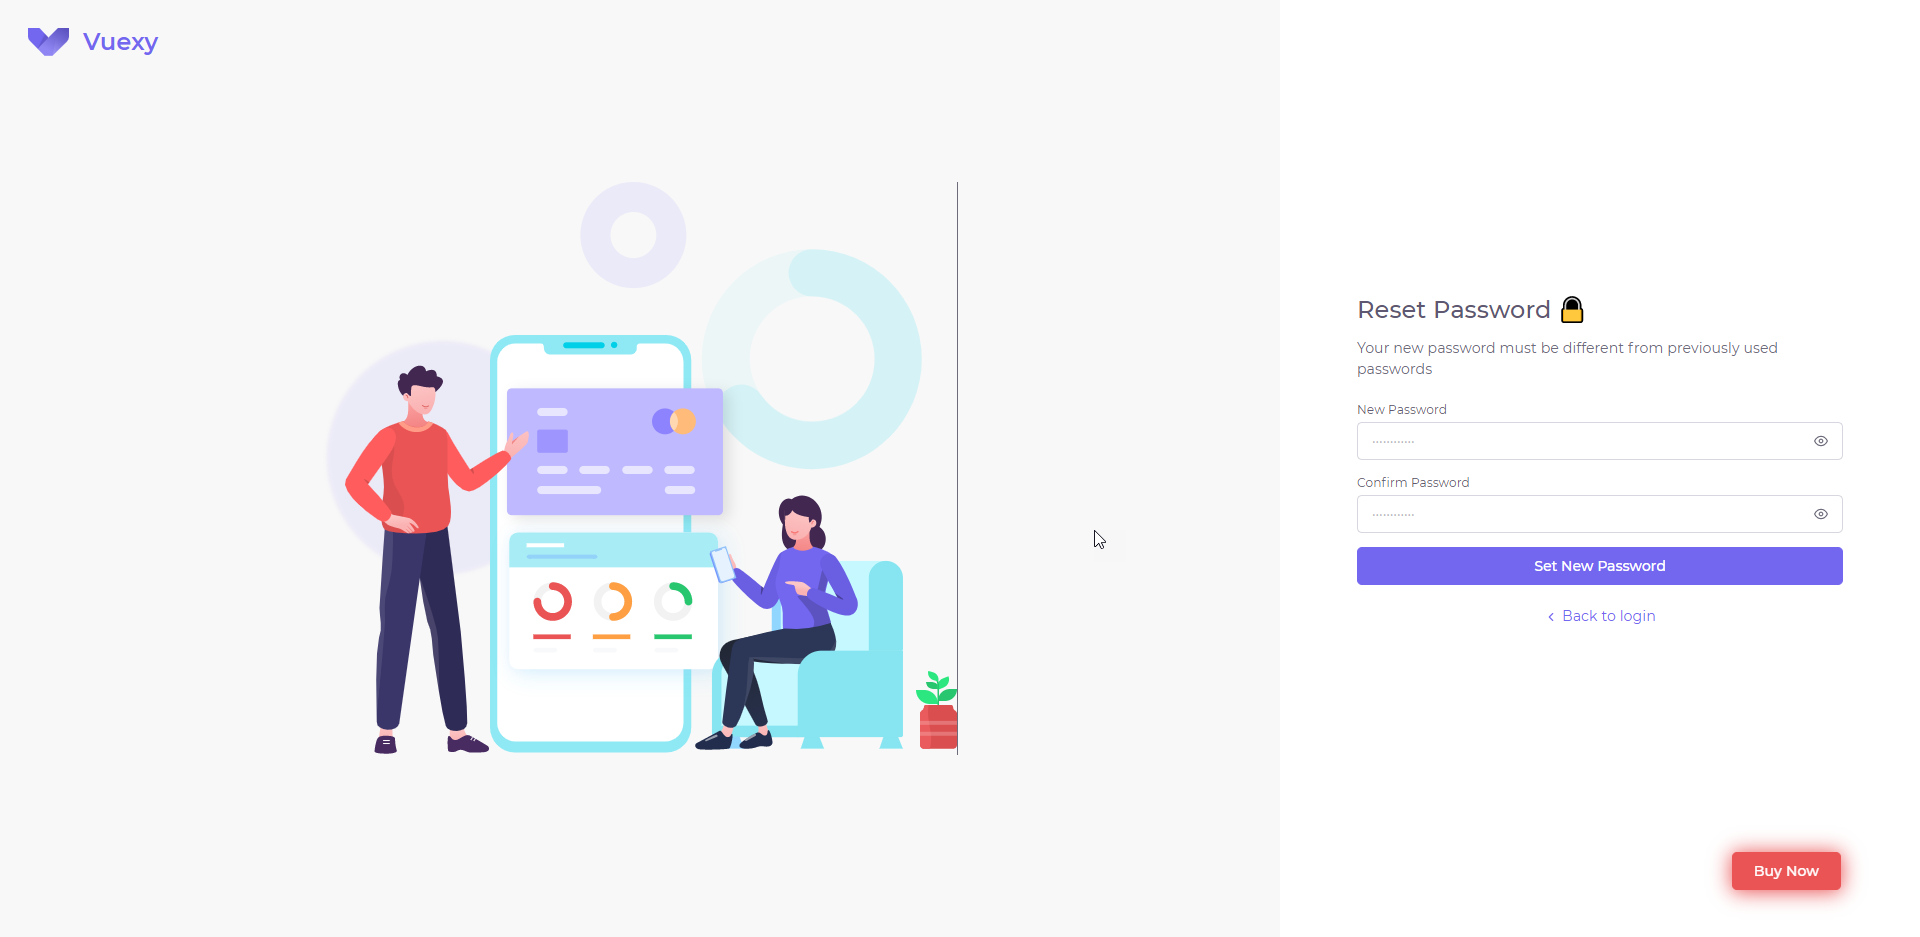 Vuexy
Reset Password
Your new password must be different from previously used
passwords
New Password
············
Confirm Password
············
Set New Password
Back to login
Buy Now